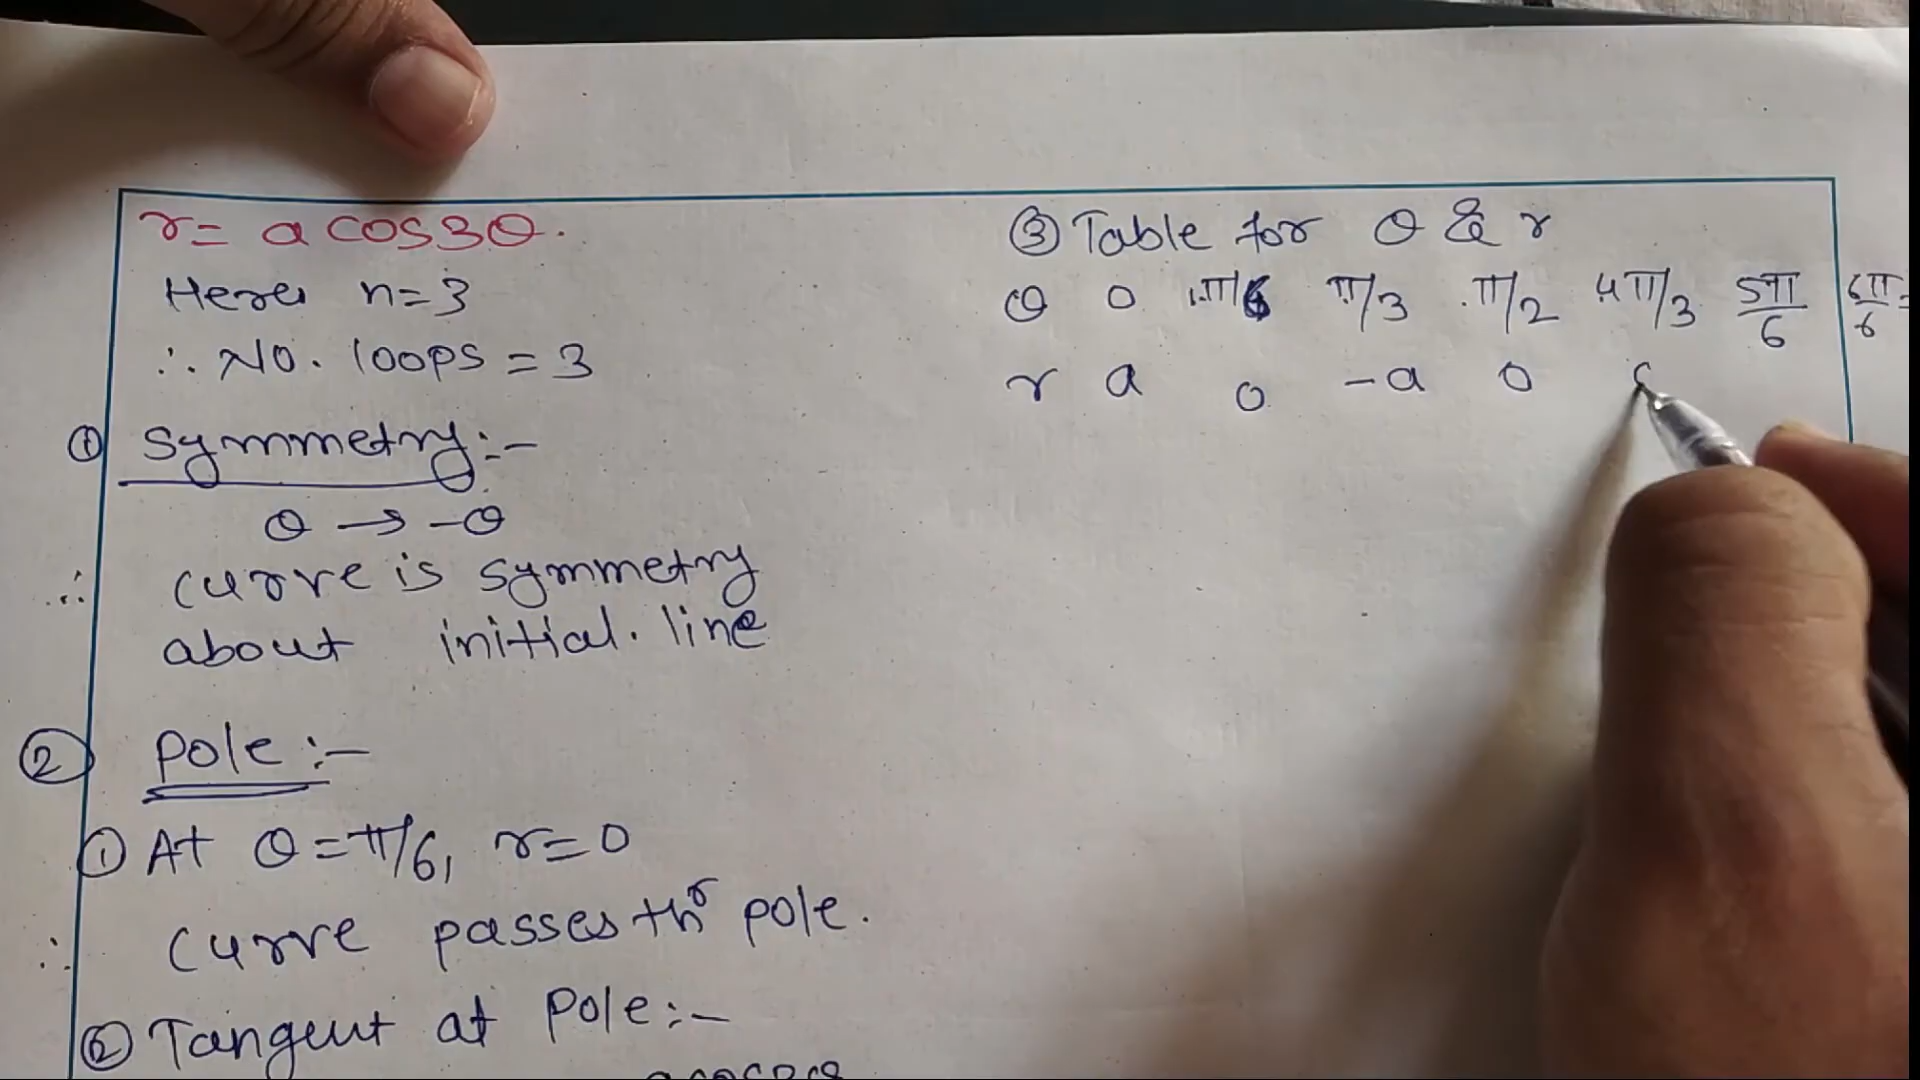 r = a cos3θ.
Here n=3
∴ No. loops = 3
① Symmetry:-
θ → -θ
∴ curve is symmetry
about initial. line
② Pole:-
① At θ = π/6, r=0
∴ Curve passes thr pole.
② Tangent at Pole:-
③ Table for θ & r
θ 0 π/6 π/3 π/2 4π/3 5π/6 6π/6 =
r a 0 -a 0